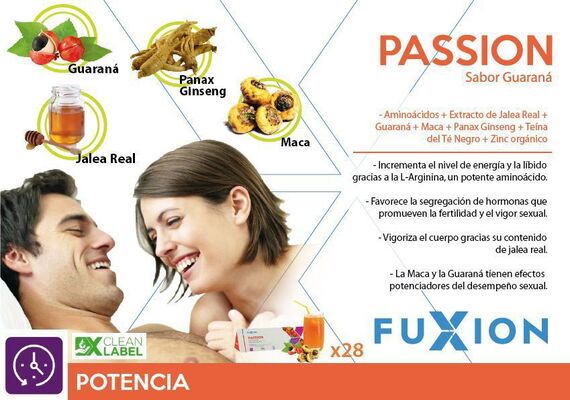 PASSION
Sabor Guaraná
Guaraná
Panax
Ginseng
Jalea Real
Maca
- Aminoácidos + Extracto de Jalea Real +
Guaraná + Maca + Panax Ginseng + Teína
del Té Negro + Zinc orgánico
- Incrementa el nivel de energía y la líbido
gracias a la L-Arginina, un potente aminoácido.
- Favorece la segregación de hormonas que
promueven la fertilidad y el vigor sexual.
- Vigoriza el cuerpo gracias su contenido
de jalea real.
- La Maca y la Guaraná tienen efectos
potenciadores del desempeño sexual.
CLEAN
LABEL
FUXION
x28
FUXION
POTENCIA